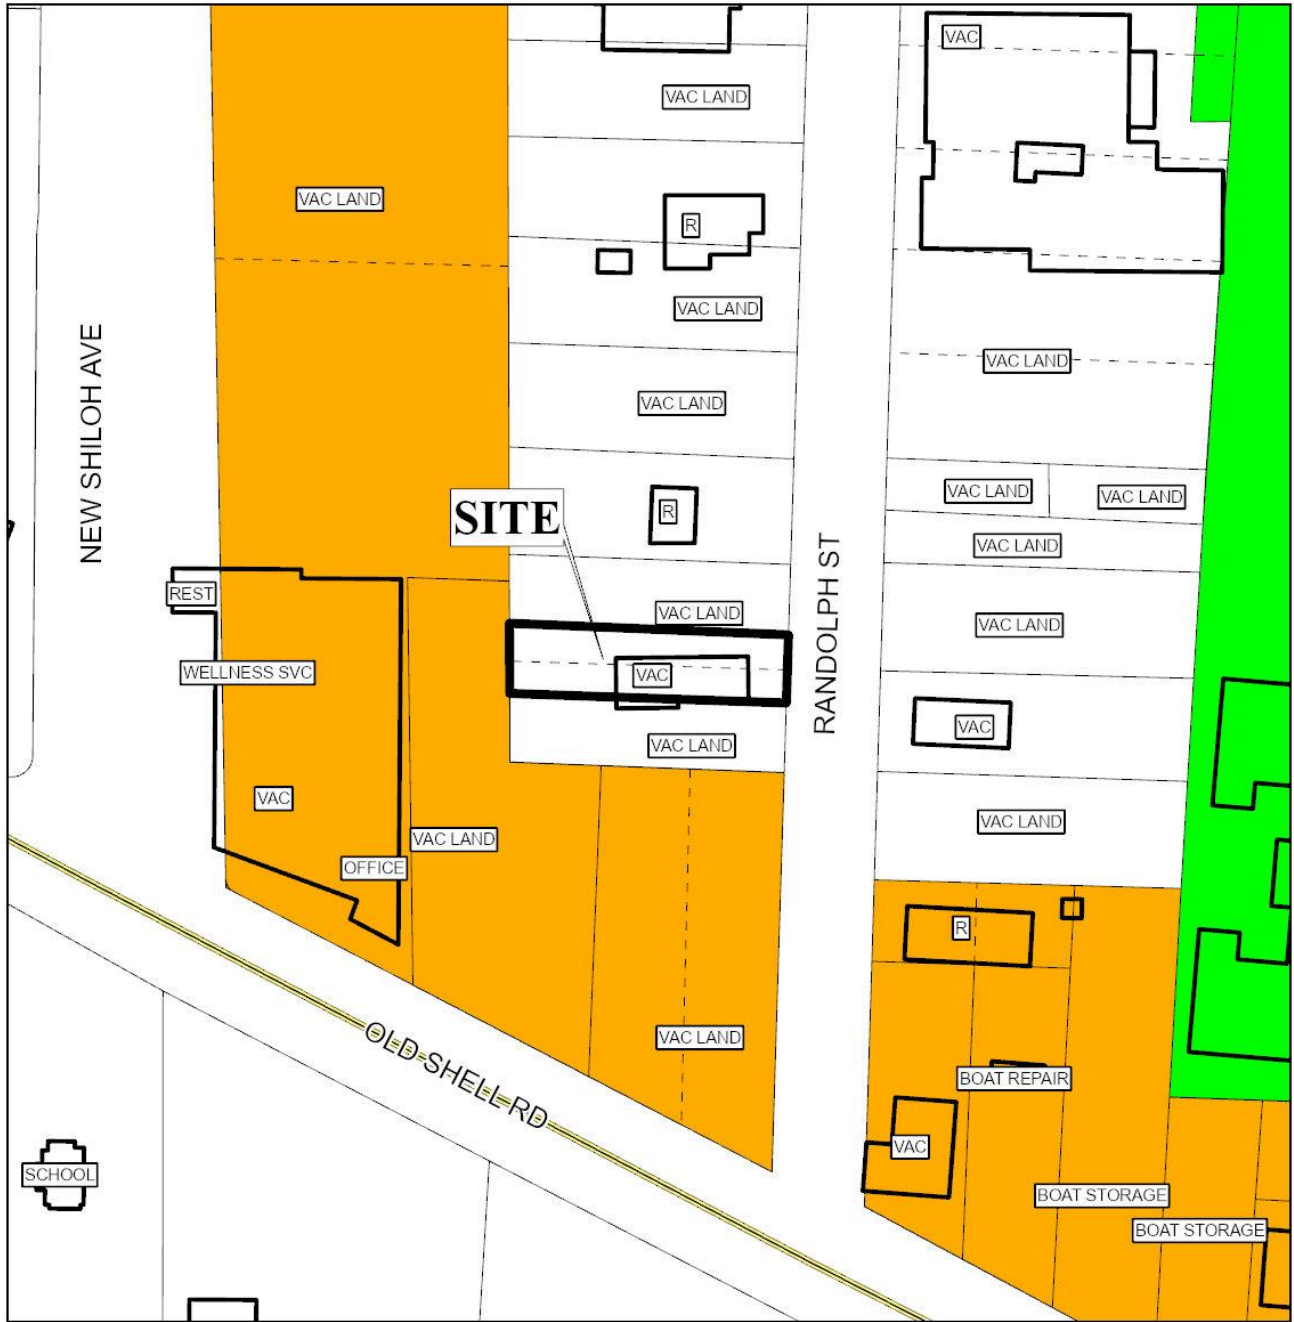 VAC
VAC LAND
VAC LAND
R
VAC LAND
VAC LAND
VAC LAND
NEW SHILOH AVE
VAC LAND
VAC LAND
VAC LAND
SITE
R
VAC LAND
RANDOLPH ST
REST
VAC LAND
VAC LAND
WELLNESS SVC
VAC
VAC
VAC LAND
VAC
VAC LAND
VAC LAND
OFFICE
R
OLD SHELL RD
VAC LAND
BOAT REPAIR
VAC
SCHOOL
BOAT STORAGE
BOAT STORAGE